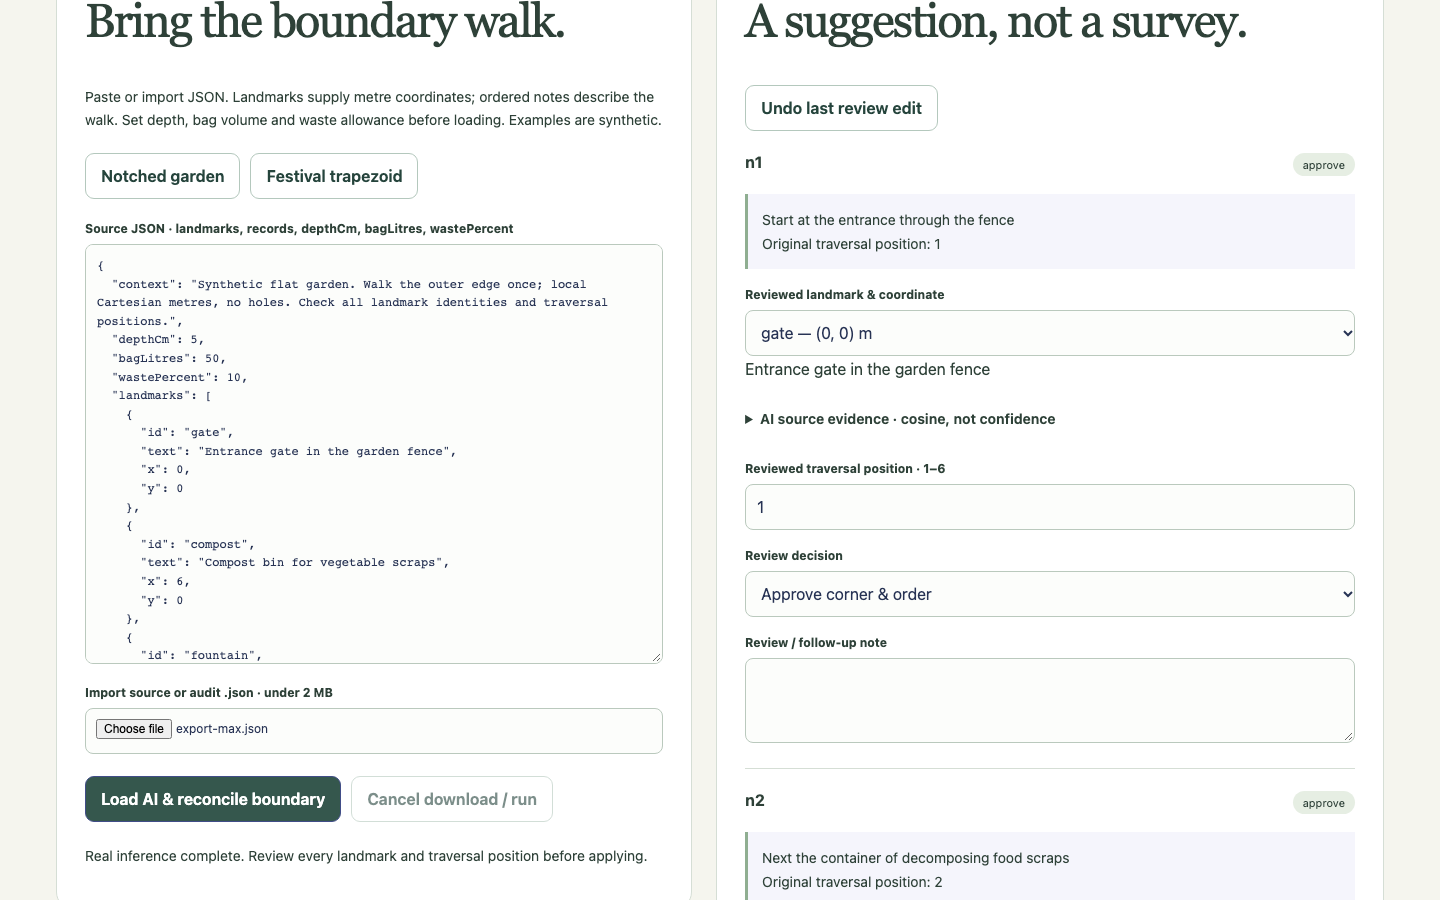 Bring the boundary walk.
Paste or import JSON. Landmarks supply metre coordinates; ordered notes describe the
walk. Set depth, bag volume and waste allowance before loading. Examples are synthetic.
Notched garden
Festival trapezoid
Source JSON · landmarks, records, depthCm, bagLitres, wastePercent
{
"context": "Synthetic flat garden. Walk the outer edge once; local
Cartesian metres, no holes. Check all landmark identities and traversal
positions.",
"depthCm": 5,
"bagLitres": 50,
"wastePercent": 10,
"landmarks": [
{
"id": "gate",
"text": "Entrance gate in the garden fence",
"x": 0,
"y": 0
},
{
"id": "compost",
"text": "Compost bin for vegetable scraps",
"x": 6,
"y": 0
},
{
"id": "fountain",
Import source or audit .json · under 2 MB
Choose file export-max.json
Load AI & reconcile boundary
Cancel download / run
Real inference complete. Review every landmark and traversal position before applying.
A suggestion, not a survey.
Undo last review edit
n1
approve
Start at the entrance through the fence
Original traversal position: 1
Reviewed landmark & coordinate
gate — (0, 0) m
Entrance gate in the garden fence
▶ AI source evidence · cosine, not confidence
Reviewed traversal position · 1–6
1
Review decision
Approve corner & order
Review / follow-up note
n2
approve
Next the container of decomposing food scraps
Original traversal position: 2